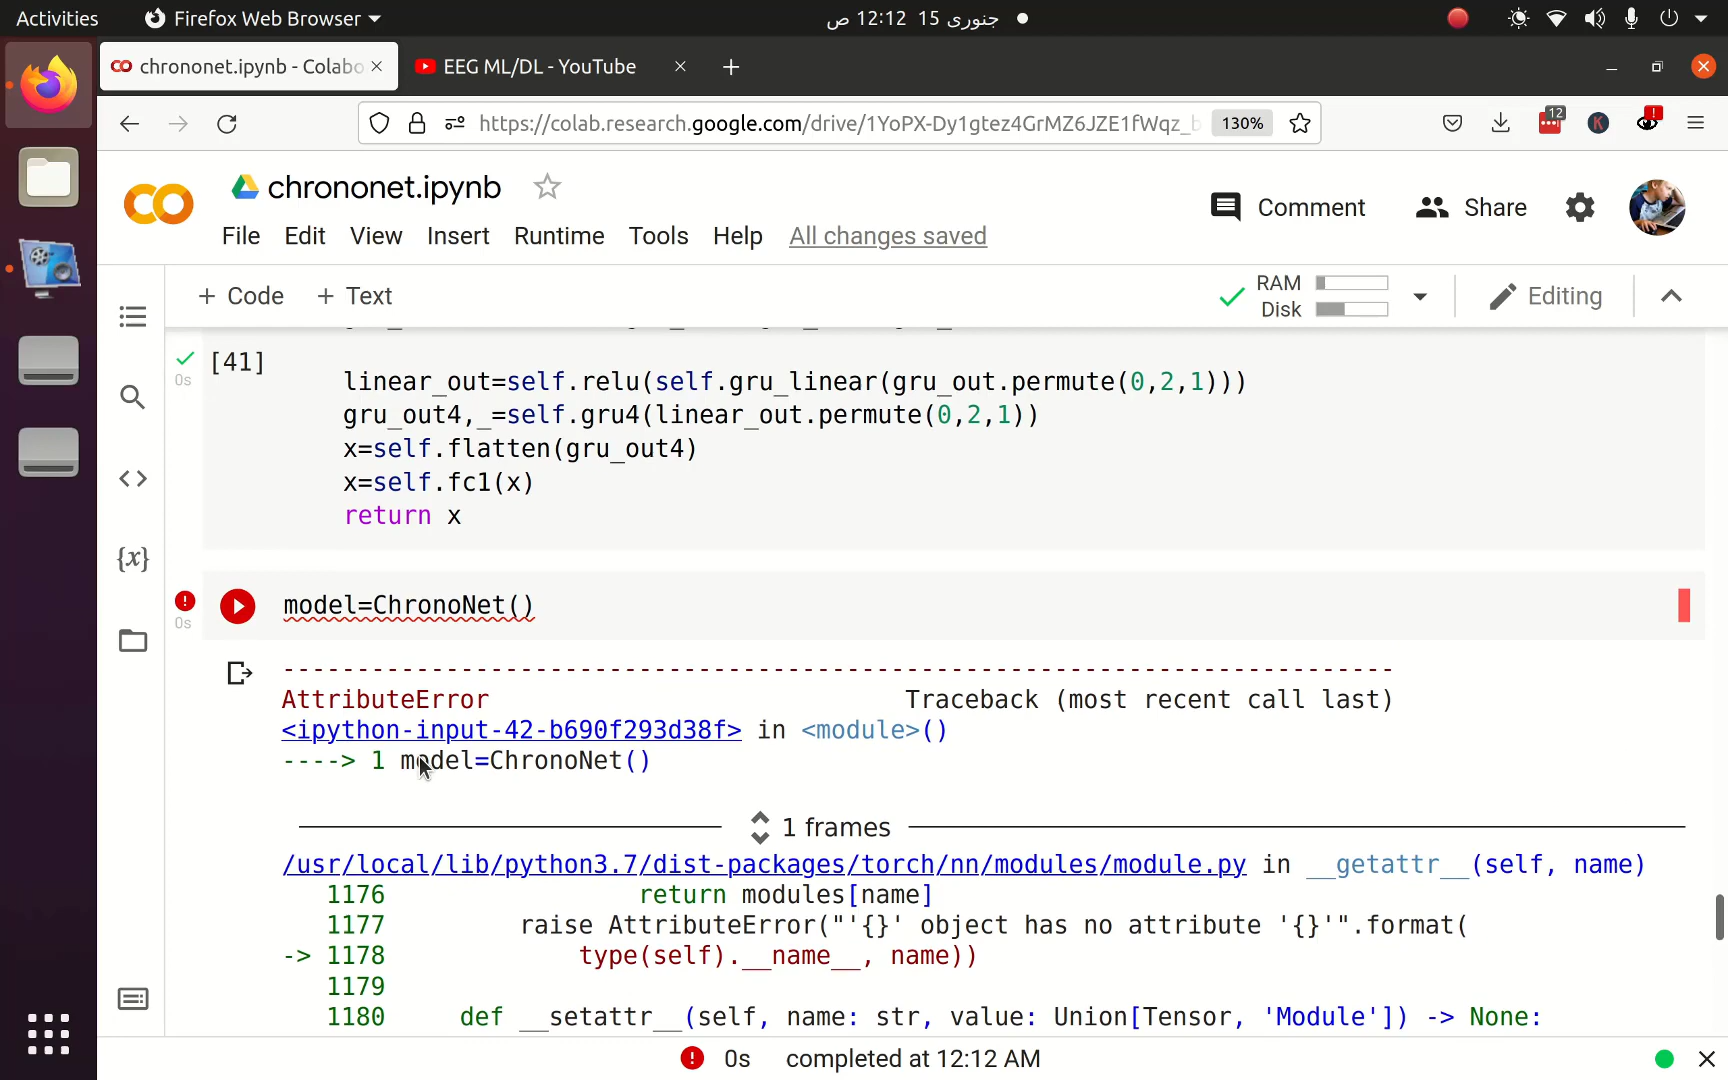 Activities Firefox Web Browser جنوری 15 12:12 ص
chrononet.ipynb - Colabo EEG ML/DL - YouTube
https://colab.research.google.com/drive/1YoPX-Dy1gtez4GrMZ6JZE1fWqz_ 130% 12
chrononet.ipynb
Comment Share
File Edit View Insert Runtime Tools Help All changes saved
+ Code + Text RAM Disk Editing
[41]
0s
linear_out=self.relu(self.gru_linear(gru_out.permute(0,2,1)))
gru_out4,_=self.gru4(linear_out.permute(0,2,1))
x=self.flatten(gru_out4)
x=self.fc1(x)
return x
model=ChronoNet()
0s
---------------------------------------------------------------------------
AttributeError Traceback (most recent call last)
<ipython-input-42-b690f293d38f> in <module>()
----> 1 model=ChronoNet()
1 frames
/usr/local/lib/python3.7/dist-packages/torch/nn/modules/module.py in __getattr__(self, name)
1176 return modules[name]
1177 raise AttributeError("'{}' object has no attribute '{}'".format(
-> 1178 type(self).__name__, name))
1179
1180 def __setattr__(self, name: str, value: Union[Tensor, 'Module']) -> None:
0s completed at 12:12 AM